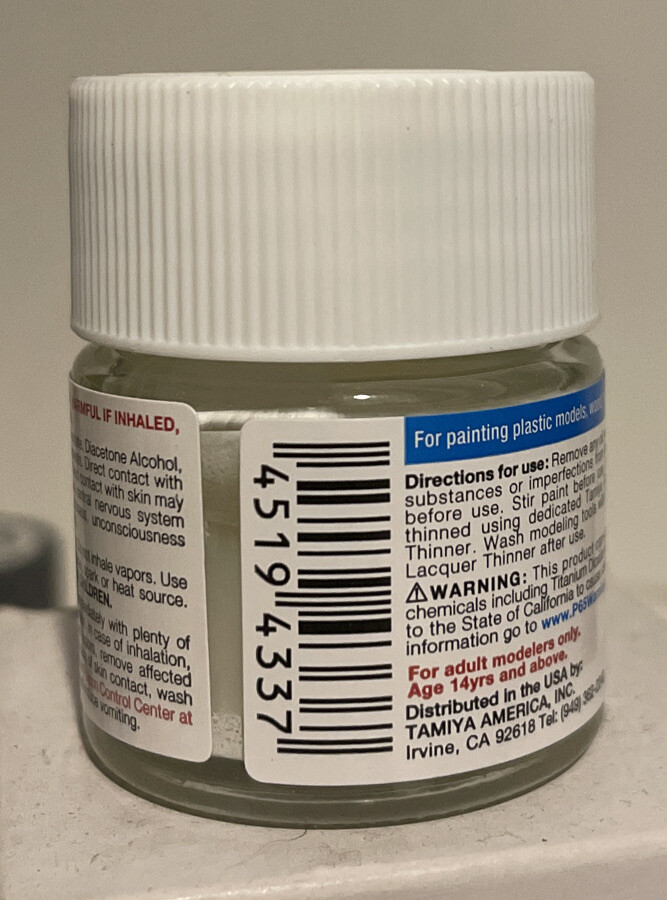 HARMFUL IF INHALED,
Diacetone Alcohol,
Direct contact with
contact with skin may
nervous system
unconsciousness
inhale vapors. Use
spark or heat source.
with plenty of
in case of inhalation,
remove affected
skin contact, wash
Control Center at
vomiting.
4519 4337
For painting plastic models,
Directions for use: Remove any
substances or imperfections
before use. Stir paint before
thinned using dedicated
Thinner. Wash modeling tools
Lacquer Thinner after use.
⚠WARNING: This product
chemicals including Titanium
to the State of California to
information go to www.P65
For adult modelers only.
Age 14yrs and above.
Distributed in the USA by:
TAMIYA AMERICA, INC.
Irvine, CA 92618 Tel: (949)